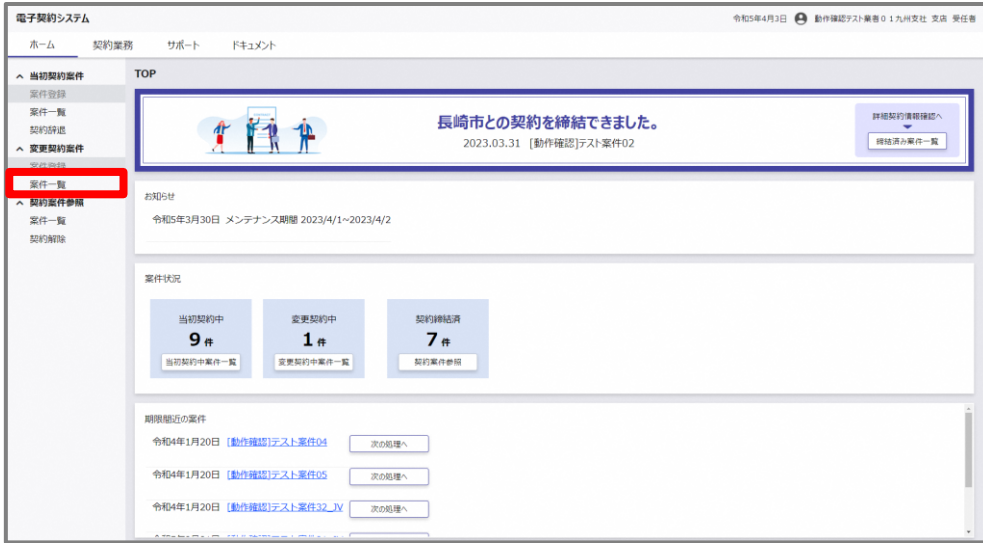 電子契約システム
令和5年4月3日 動作確認テスト業者01九州支社 支店 受任者
ホーム 契約業務 サポート ドキュメント
当初契約案件
案件登録
案件一覧
契約辞退
変更契約案件
案件登録
案件一覧
契約案件参照
案件一覧
契約解除
TOP
長崎市との契約を締結できました。
2023.03.31 [動作確認]テスト案件02
詳細契約情報確認へ
締結済み案件一覧
お知らせ
令和5年3月30日 メンテナンス期間 2023/4/1~2023/4/2
案件状況
当初契約中 変更契約中 契約締結済
9 件 1 件 7 件
当初契約中案件一覧 変更契約中案件一覧 契約案件参照
期限間近の案件
令和4年1月20日 [動作確認]テスト案件04 次の処理へ
令和4年1月20日 [動作確認]テスト案件05 次の処理へ
令和4年1月20日 [動作確認]テスト案件32_JV 次の処理へ